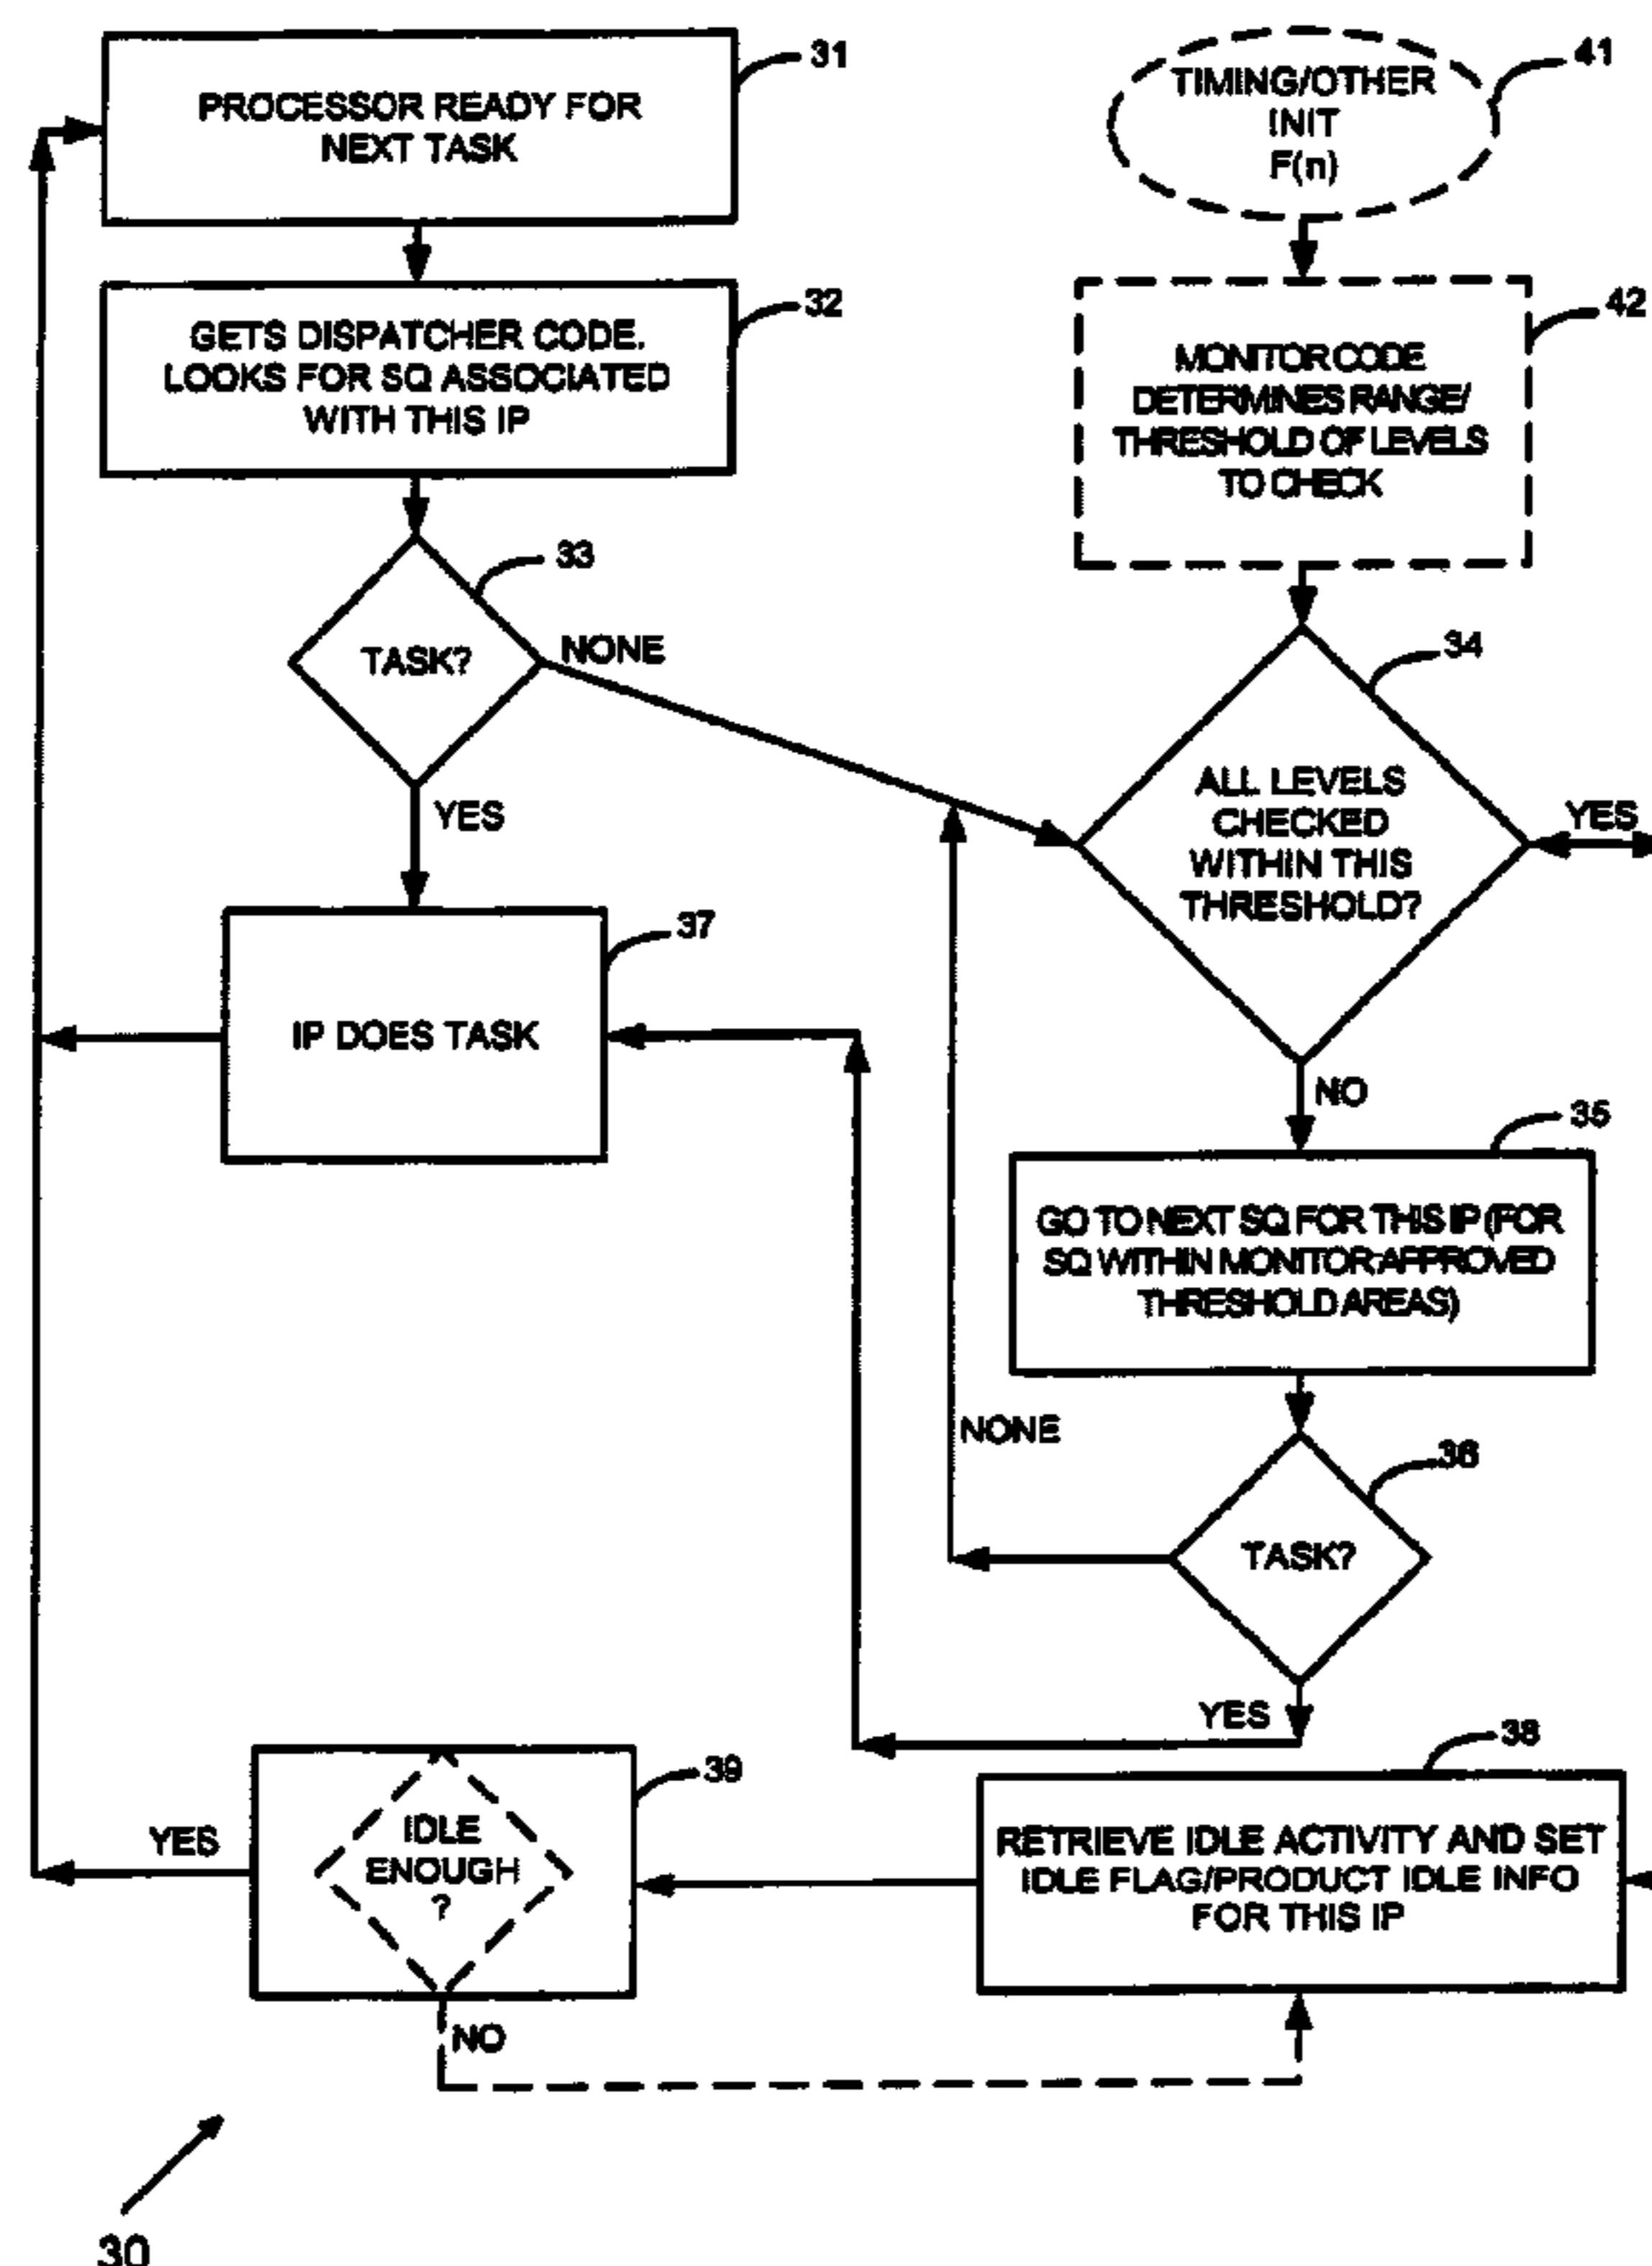 31
PROCESSOR READY FOR
NEXT TASK
32
GETS DISPATCHER CODE.
LOOKS FOR SQ ASSOCIATED
WITH THIS IP
33
TASK?
NONE
YES
37
IP DOES TASK
41
TIMING/OTHER
INIT
F(n)
42
MONITOR CODE
DETERMINES RANGE/
THRESHOLD OF LEVELS
TO CHECK
34
ALL LEVELS
CHECKED
WITHIN THIS
THRESHOLD?
YES
NO
35
GO TO NEXT SQ FOR THIS IP (FOR
SQ WITHIN MONITOR APPROVED
THRESHOLD AREAS)
NONE
36
TASK?
YES
38
RETRIEVE IDLE ACTIVITY AND SET
IDLE FLAG/PRODUCT IDLE INFO
FOR THIS IP
39
IDLE
ENOUGH
?
YES
NO
30